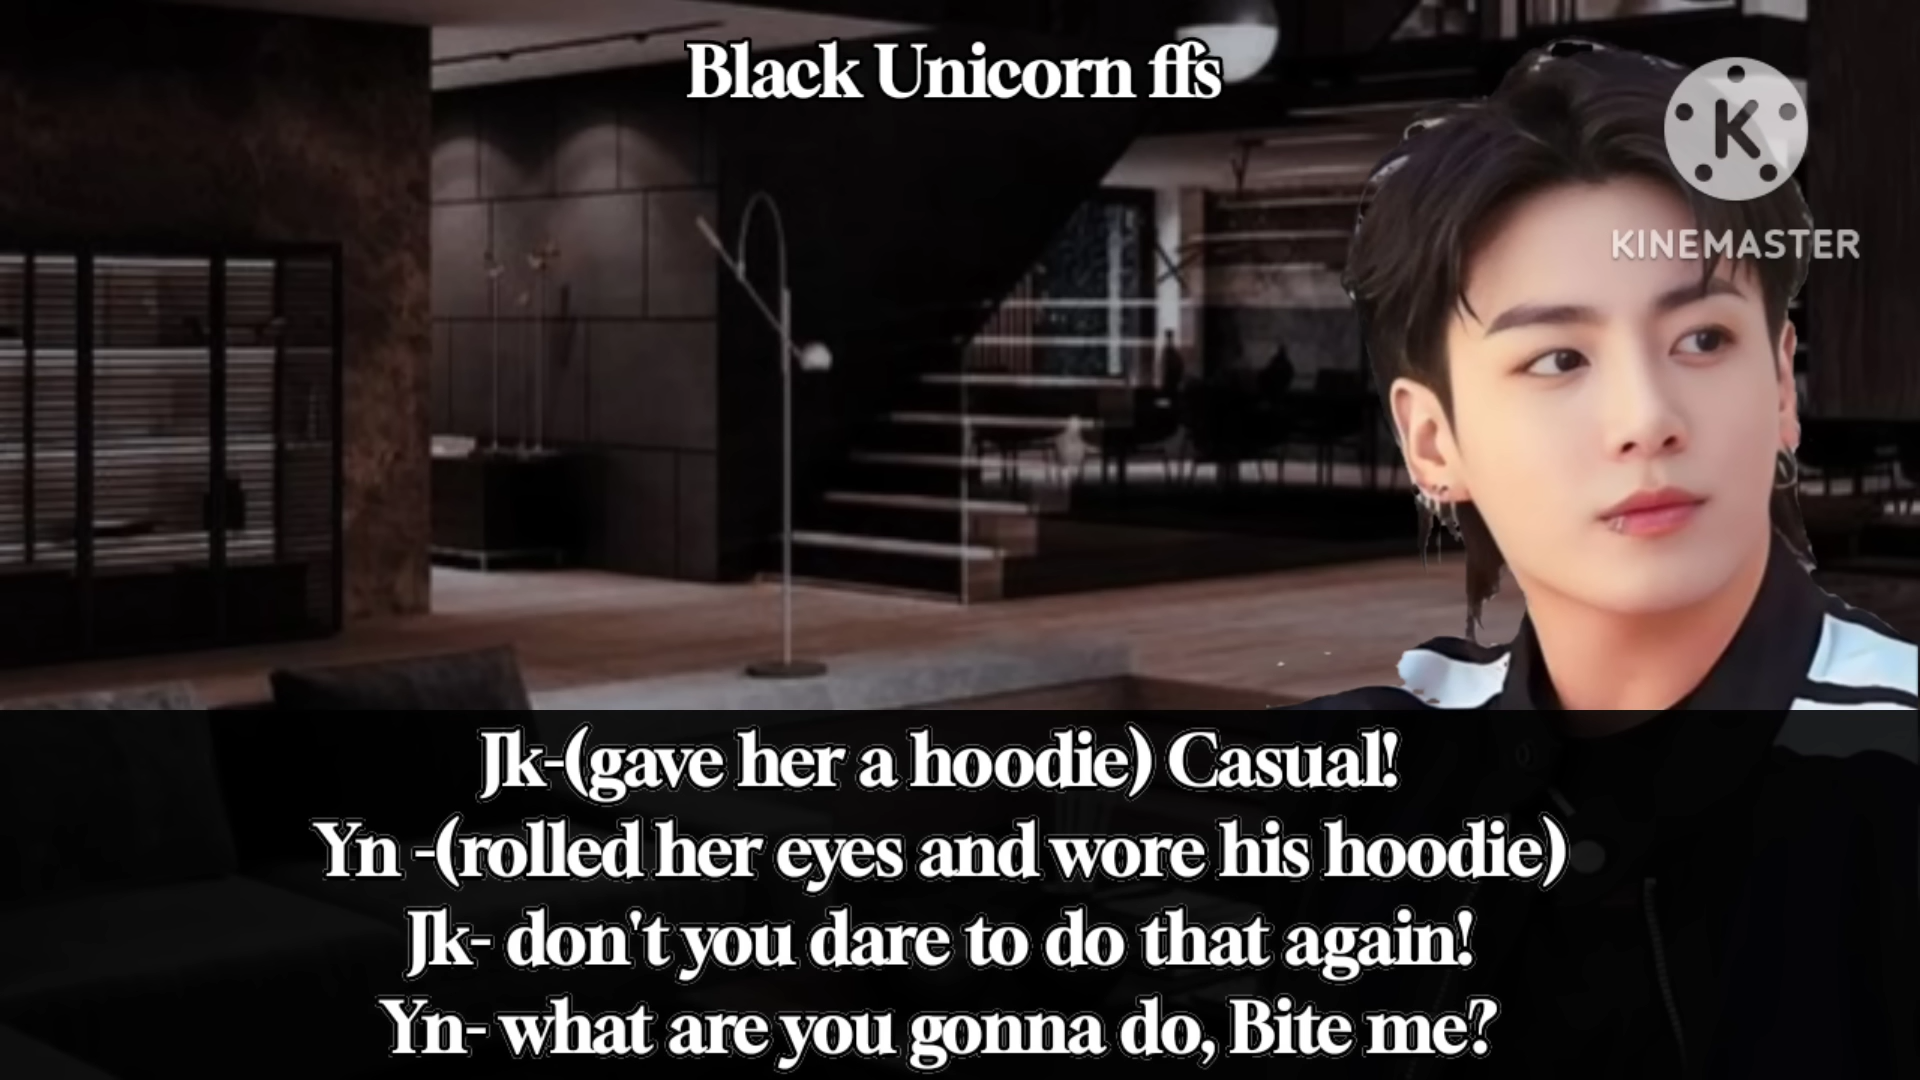 Black Unicorn ffs
K
KINEMASTER
Jk-(gave her a hoodie) Casual!
Yn -(rolled her eyes and wore his hoodie)
Jk- don't you dare to do that again!
Yn- what are you gonna do, Bite me?